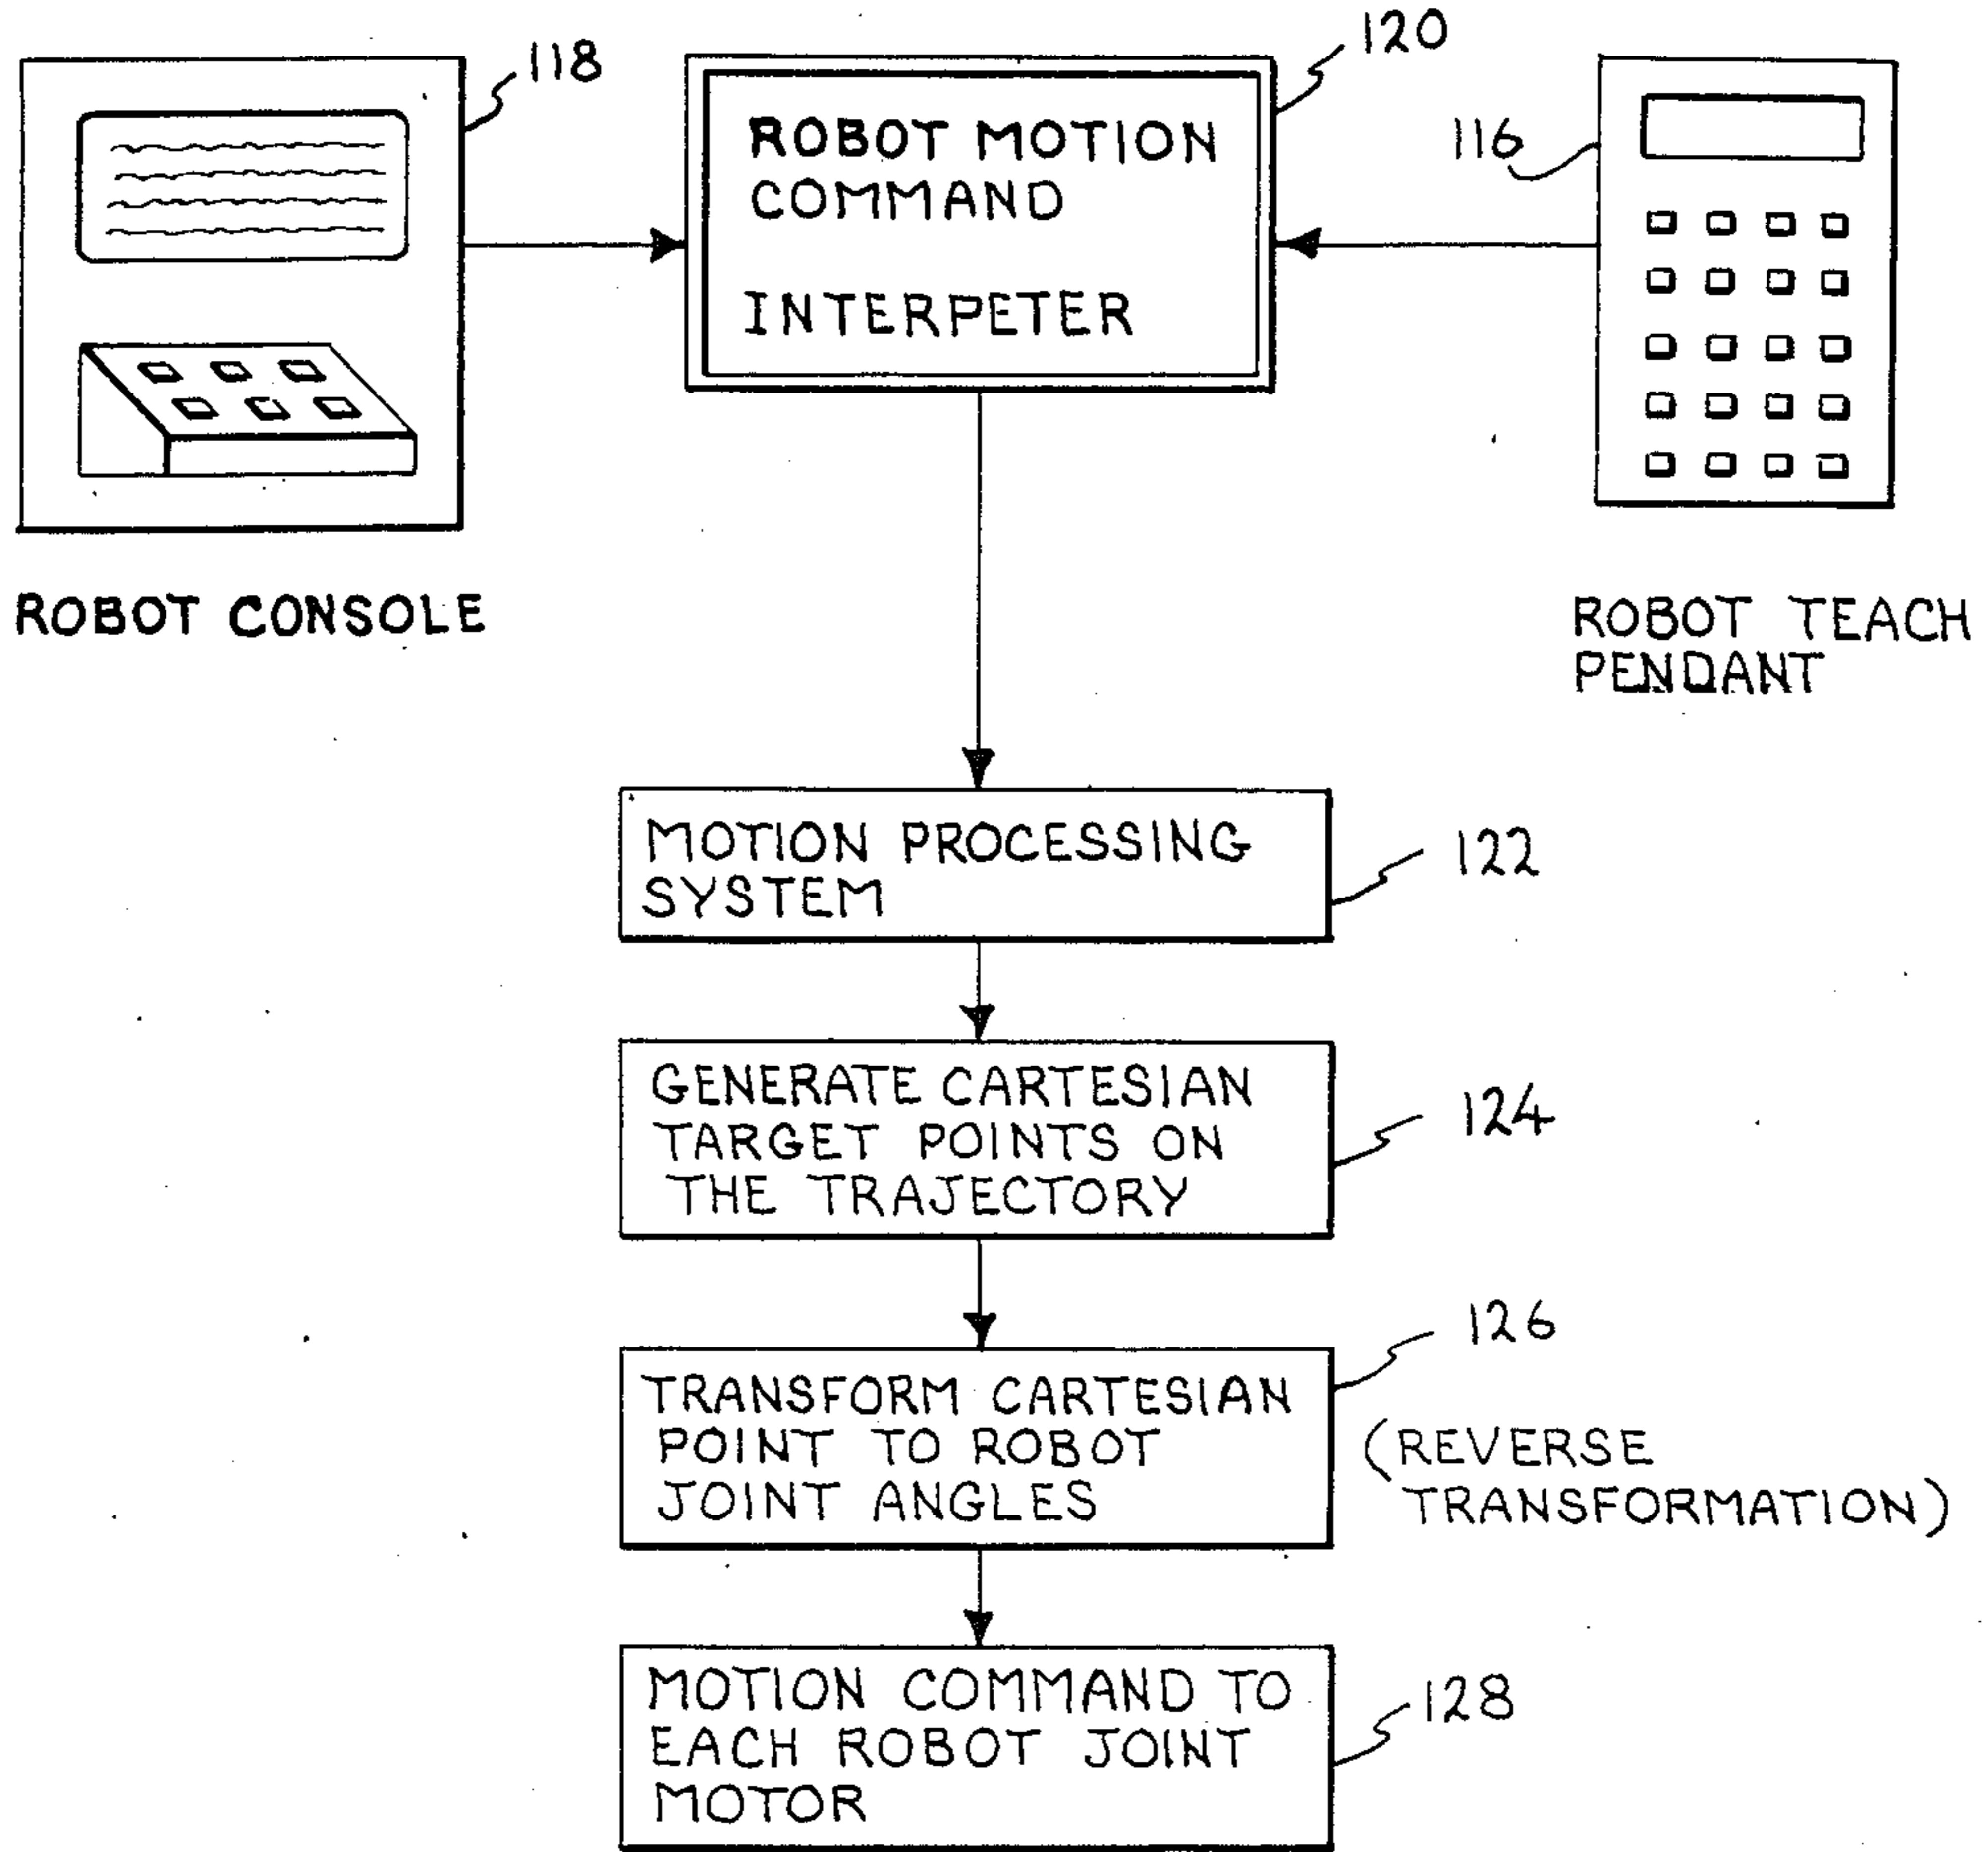 118
120
116
ROBOT MOTION
COMMAND
INTERPETER
ROBOT CONSOLE
ROBOT TEACH
PENDANT
MOTION PROCESSING
SYSTEM
122
GENERATE CARTESIAN
TARGET POINTS ON
THE TRAJECTORY
124
TRANSFORM CARTESIAN
POINT TO ROBOT
JOINT ANGLES
126
(REVERSE
TRANSFORMATION)
MOTION COMMAND TO
EACH ROBOT JOINT
MOTOR
128